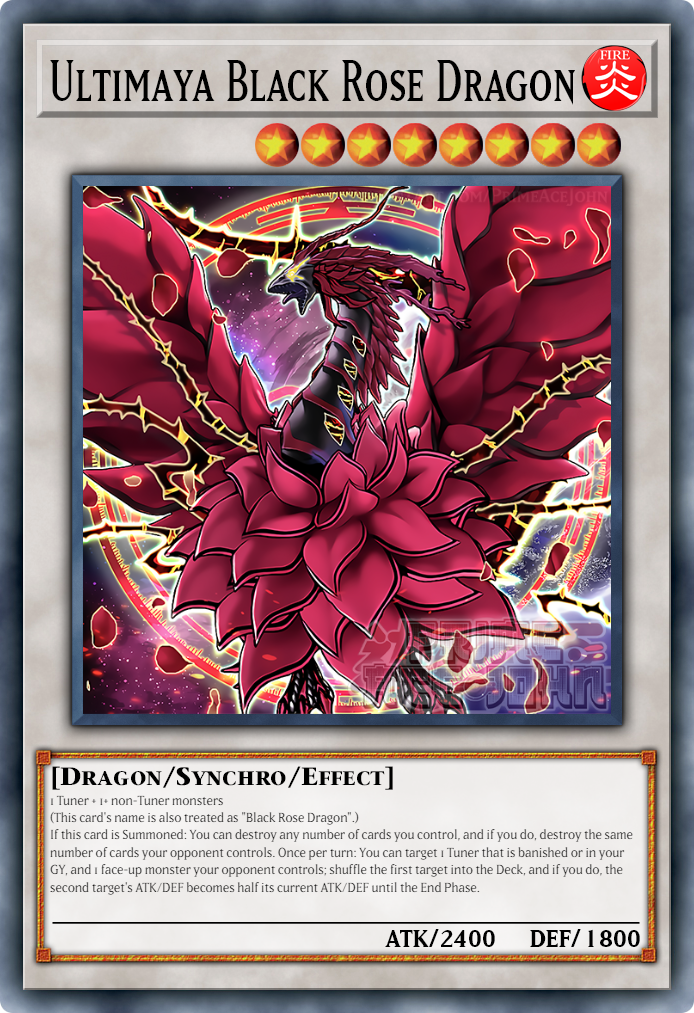 Ultimaya Black Rose Dragon
FIRE
炎
com/PrimeAceJohn
PRIME
ACE JOHN
[Dragon/Synchro/Effect]
1 Tuner + 1+ non-Tuner monsters
(This card's name is also treated as "Black Rose Dragon".)
If this card is Summoned: You can destroy any number of cards you control, and if you do, destroy the same
number of cards your opponent controls. Once per turn: You can target 1 Tuner that is banished or in your
GY, and 1 face-up monster your opponent controls; shuffle the first target into the Deck, and if you do, the
second target's ATK/DEF becomes half its current ATK/DEF until the End Phase.
ATK/2400 DEF/ 1800